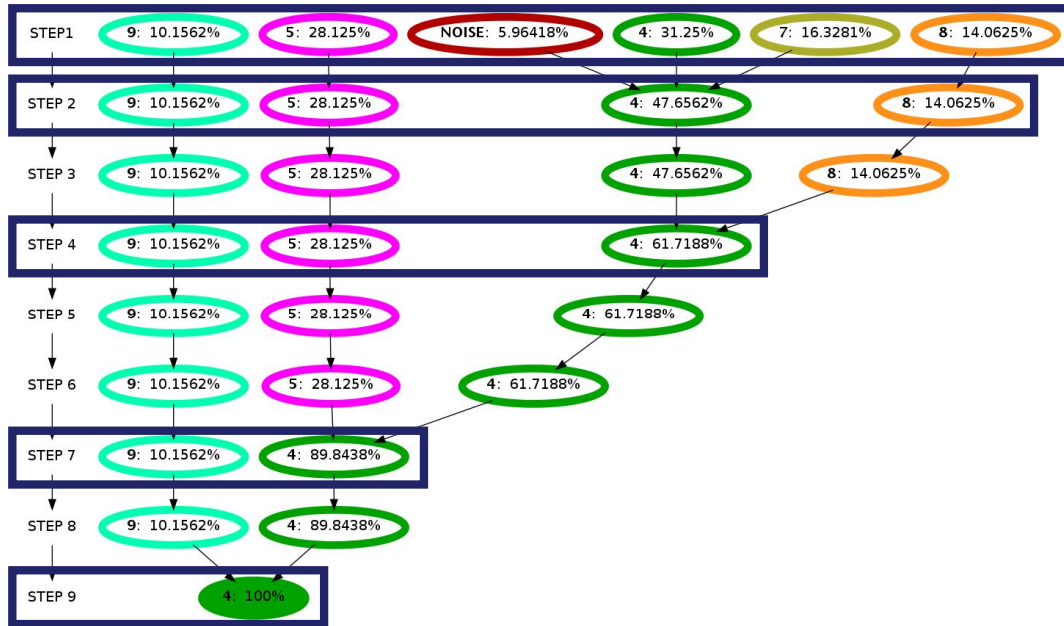 STEP1 9: 10.1562% 5: 28.125% NOISE: 5.96418% 4: 31.25% 7: 16.3281% 8: 14.0625%
STEP 2 9: 10.1562% 5: 28.125% 4: 47.6562% 8: 14.0625%
STEP 3 9: 10.1562% 5: 28.125% 4: 47.6562% 8: 14.0625%
STEP 4 9: 10.1562% 5: 28.125% 4: 61.7188%
STEP 5 9: 10.1562% 5: 28.125% 4: 61.7188%
STEP 6 9: 10.1562% 5: 28.125% 4: 61.7188%
STEP 7 9: 10.1562% 4: 89.8438%
STEP 8 9: 10.1562% 4: 89.8438%
STEP 9 4: 100%